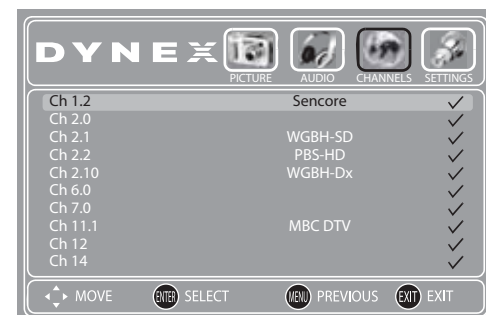 DYNEX
PICTURE AUDIO CHANNELS SETTINGS
Ch 1.2 Sencore ✓
Ch 2.0 ✓
Ch 2.1 WGBH-SD ✓
Ch 2.2 PBS-HD ✓
Ch 2.10 WGBH-Dx ✓
Ch 6.0 ✓
Ch 7.0 ✓
Ch 11.1 MBC DTV ✓
Ch 12 ✓
Ch 14 ✓
MOVE ENTER SELECT MENU PREVIOUS EXIT EXIT